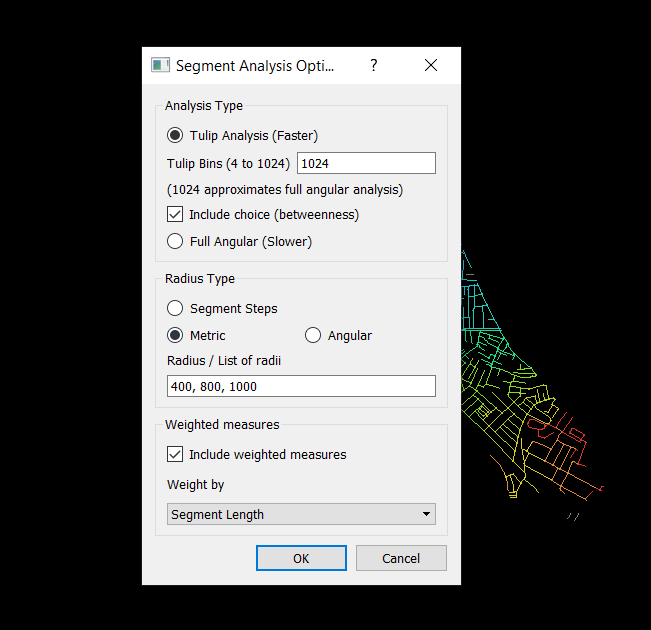 Segment Analysis Opti... ?
Analysis Type
Tulip Analysis (Faster)
Tulip Bins (4 to 1024) 1024
(1024 approximates full angular analysis)
Include choice (betweenness)
Full Angular (Slower)
Radius Type
Segment Steps
Metric Angular
Radius / List of radii
400, 800, 1000
Weighted measures
Include weighted measures
Weight by
Segment Length
OK Cancel